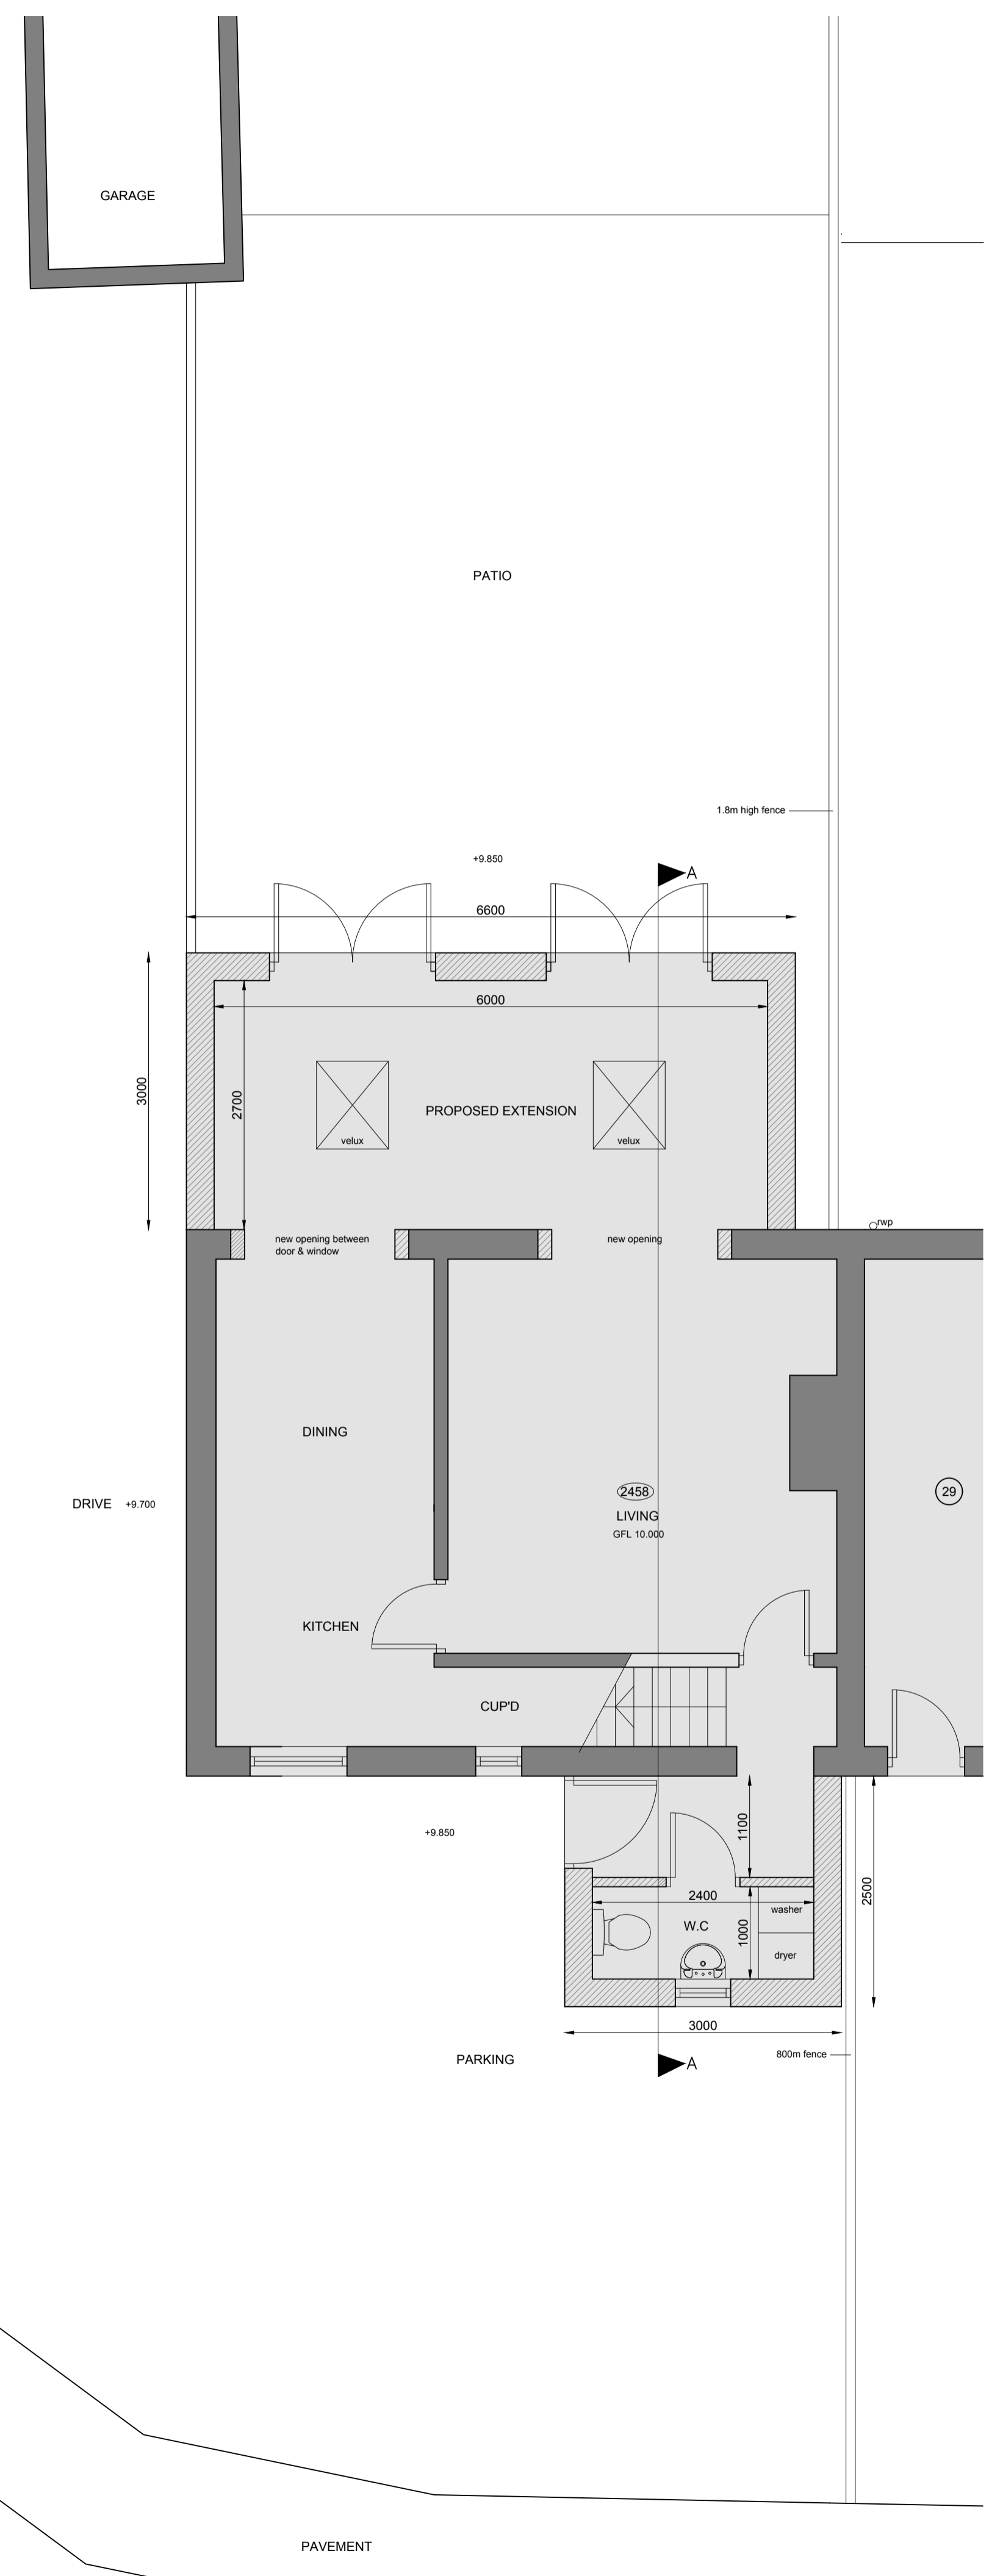 GARAGE
PATIO
1.8m high fence
+9.850
A
6600
6000
3000
2700
PROPOSED EXTENSION
velux
velux
rwp
new opening between
door & window
new opening
DINING
2458
29
DRIVE +9.700
LIVING
GFL 10.000
KITCHEN
CUP'D
+9.850
1100
2500
2400
washer
W.C
1000
dryer
3000
PARKING
800m fence
A
PAVEMENT